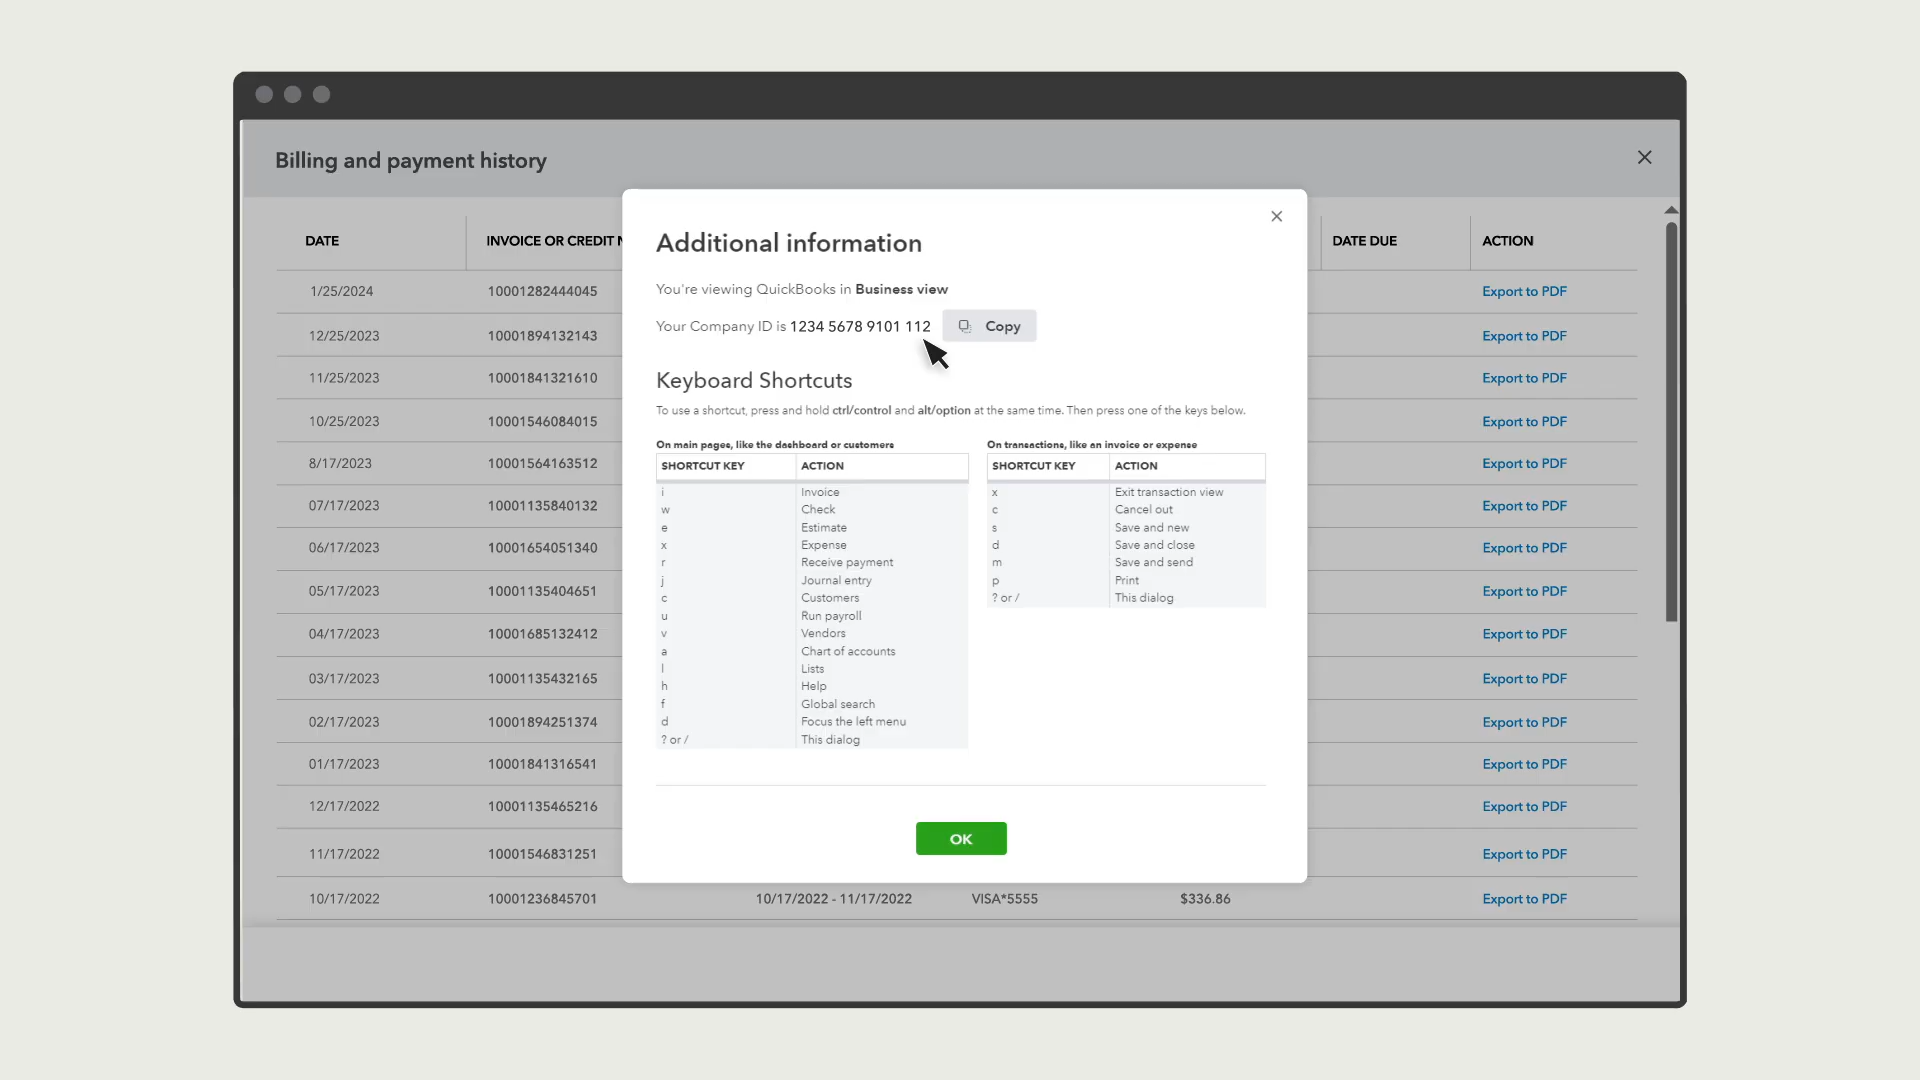 Billing and payment history
Additional information
You're viewing QuickBooks in Business view
Your Company ID is 1234 5678 9101 112 Copy
Keyboard Shortcuts
To use a shortcut, press and hold ctrl/control and alt/option at the same time. Then press one of the keys below.
On main pages, like the dashboard or customers
SHORTCUT KEY ACTION
i Invoice
w Check
e Estimate
x Expense
r Receive payment
j Journal entry
c Customers
u Run payroll
v Vendors
a Chart of accounts
l Lists
h Help
f Global search
d Focus the left menu
? or / This dialog
On transactions, like an invoice or expense
SHORTCUT KEY ACTION
x Exit transaction view
c Cancel out
s Save and new
d Save and close
m Save and send
p Print
? or / This dialog
OK
DATE INVOICE OR CREDIT DATE DUE ACTION
1/25/2024 10001282444045 Export to PDF
12/25/2023 10001894132143 Export to PDF
11/25/2023 10001841321610 Export to PDF
10/25/2023 10001546084015 Export to PDF
8/17/2023 10001564163512 Export to PDF
07/17/2023 10001135840132 Export to PDF
06/17/2023 10001654051340 Export to PDF
05/17/2023 10001135404651 Export to PDF
04/17/2023 10001685132412 Export to PDF
03/17/2023 10001135432165 Export to PDF
02/17/2023 10001894251374 Export to PDF
01/17/2023 10001841316541 Export to PDF
12/17/2022 10001135465216 Export to PDF
11/17/2022 10001546831251 Export to PDF
10/17/2022 10001236845701 10/17/2022 - 11/17/2022 VISA*5555 $336.86 Export to PDF